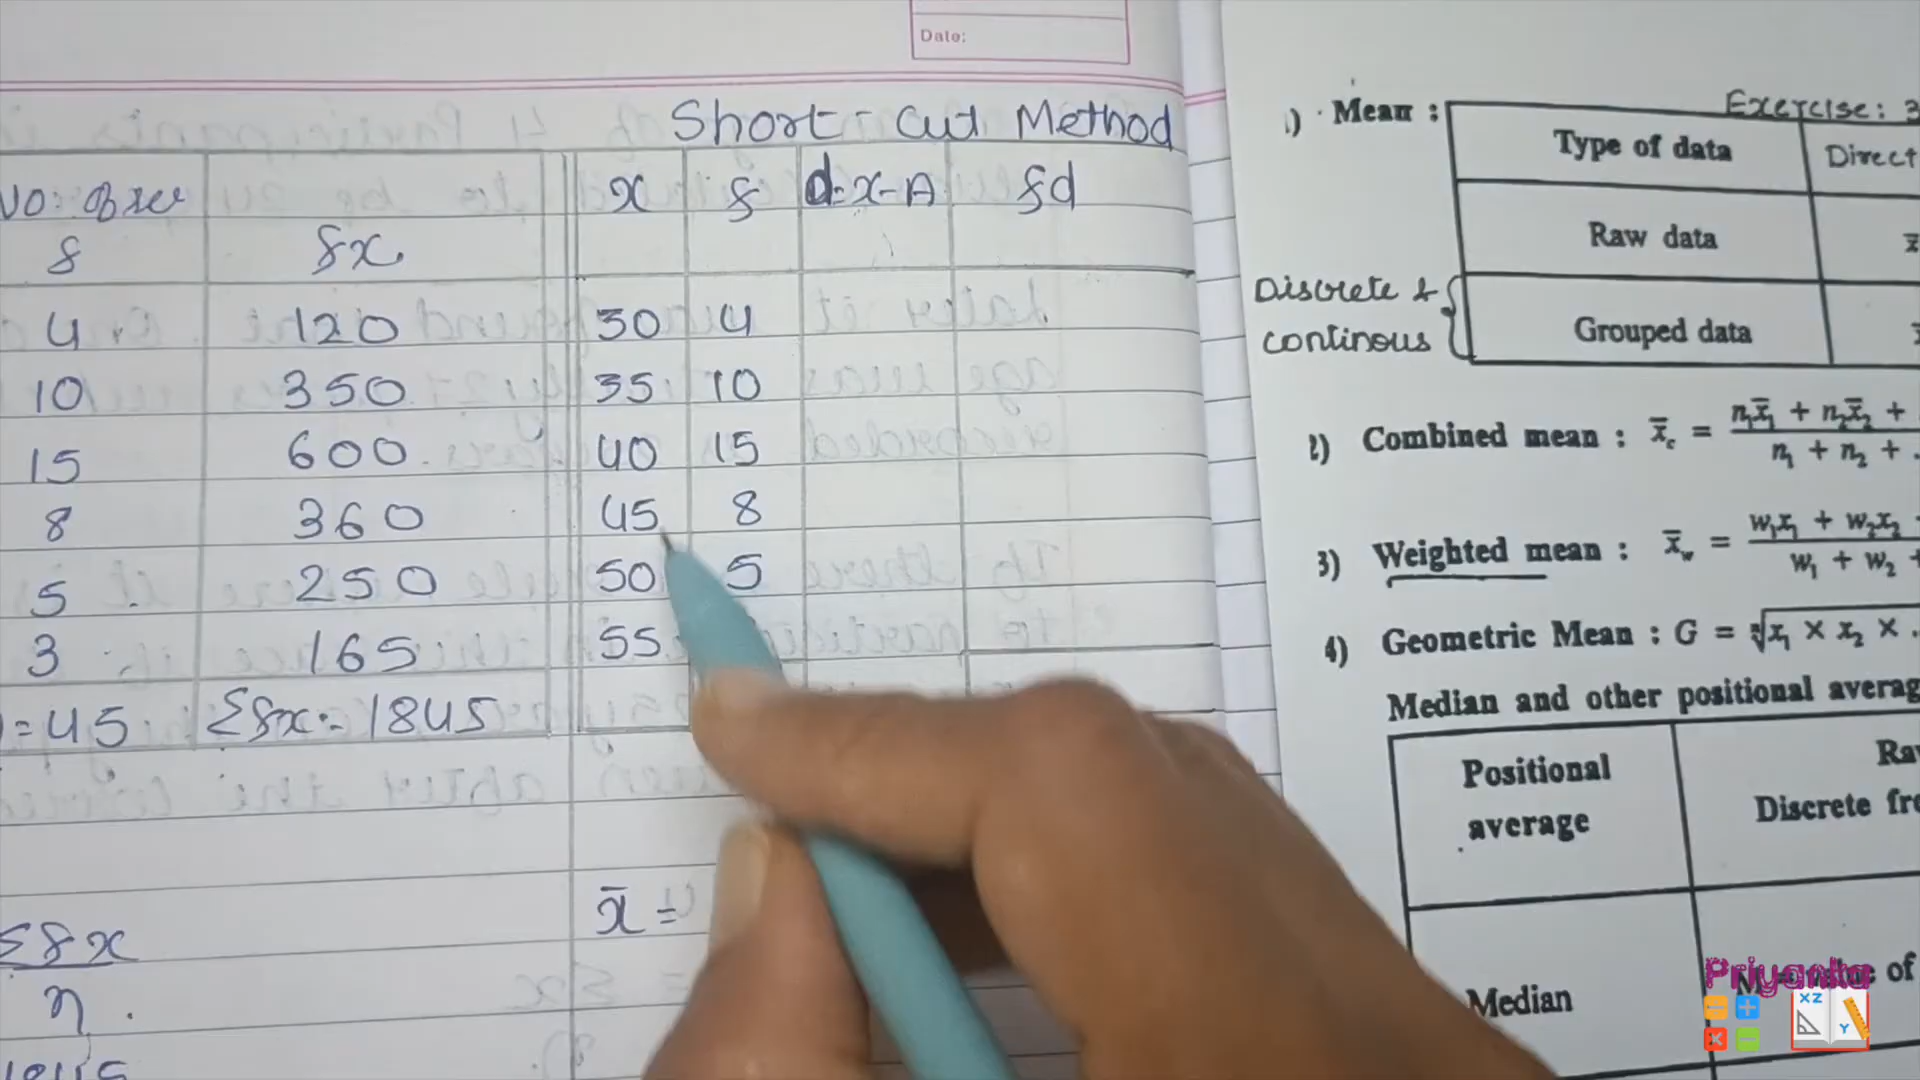 Date:
Short-Cut Method
No: of
f fx
4 120
10 350
15 600
8 360
5 250
3 165
=45 Σfx=1845
Σfx
n
x f d=x-A fd
30 4
35 10
40 15
45 8
50 5
55
x̄ =
Exercise: 3
1) Mean :
Type of data Direct
Raw data x̄
Grouped data
Discrete &
continous
2) Combined mean : x̄c = n₁x̄₁ + n₂x̄₂ +
n₁ + n₂ +
3) Weighted mean : x̄w = w₁x₁ + w₂x₂
w₁ + w₂ +
4) Geometric Mean : G = ⁿ√x₁ × x₂ ×
Median and other positional averag
Positional
average
Ra
Discrete fre
Median
of
Priyanka
XZ
Y